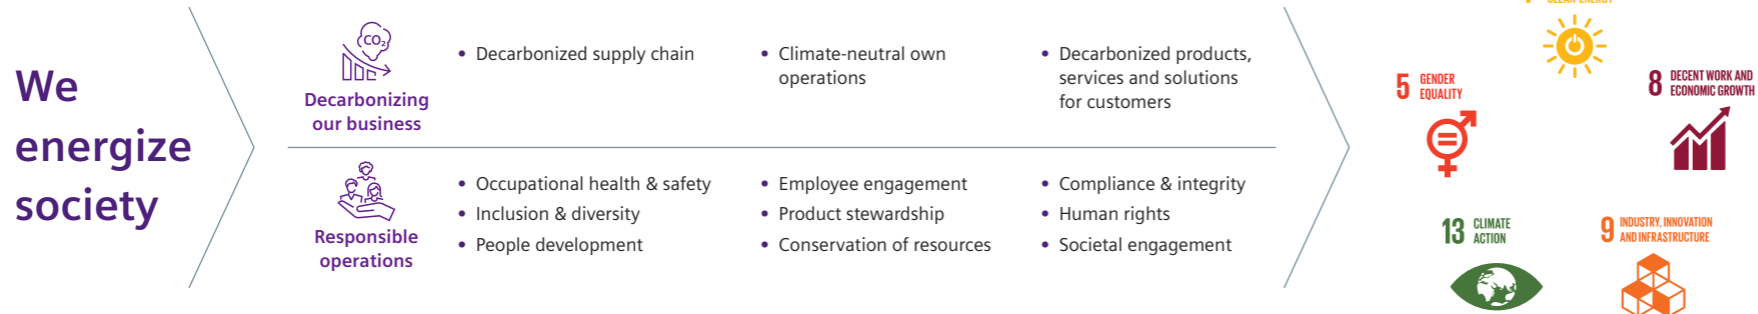 We
energize
society
CO₂
Decarbonizing
our business
• Decarbonized supply chain
• Climate-neutral own
operations
• Decarbonized products,
services and solutions
for customers
Responsible
operations
• Occupational health & safety
• Inclusion & diversity
• People development
• Employee engagement
• Product stewardship
• Conservation of resources
• Compliance & integrity
• Human rights
• Societal engagement
CLEAN ENERGY
5 GENDER
EQUALITY
8 DECENT WORK AND
ECONOMIC GROWTH
13 CLIMATE
ACTION
9 INDUSTRY, INNOVATION
AND INFRASTRUCTURE